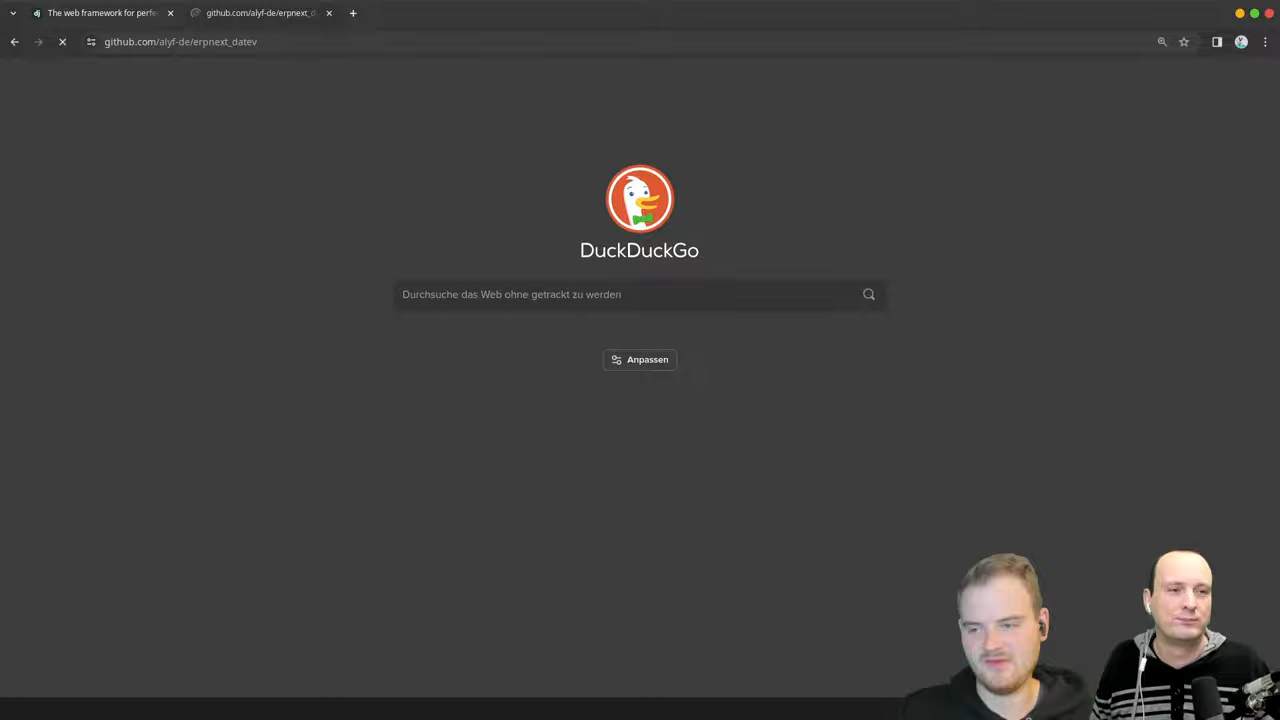 dj The web framework for perfe
github.com/alyf-de/erpnext_d
github.com/alyf-de/erpnext_datev
DuckDuckGo
Durchsuche das Web ohne getrackt zu werden
Anpassen